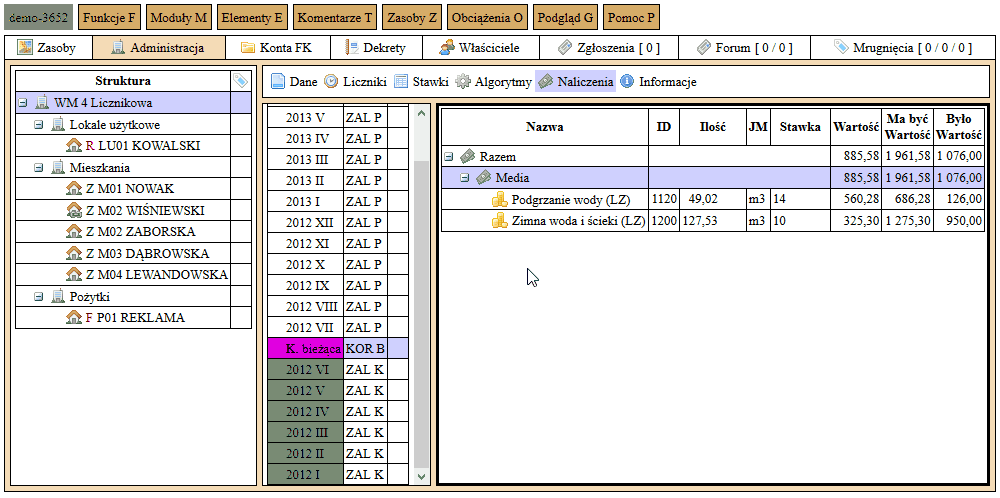 demo-3652 Funkcje F Moduły M Elementy E Komentarze T Zasoby Z Obciążenia O Podgląd G Pomoc P
Zasoby Administracja Konta FK Dekrety Właściciele Zgłoszenia [ 0 ] Forum [ 0 / 0 ] Mrugnięcia [ 0 / 0 / 0 ]
Struktura
WM 4 Licznikowa
Lokale użytkowe
R LU01 KOWALSKI
Mieszkania
Z M01 NOWAK
Z M02 WIŚNIEWSKI
Z M02 ZABORSKA
Z M03 DĄBROWSKA
Z M04 LEWANDOWSKA
Pożytki
F P01 REKLAMA
Dane Liczniki Stawki Algorytmy Naliczenia Informacje
2013 V ZAL P
2013 IV ZAL P
2013 III ZAL P
2013 II ZAL P
2013 I ZAL P
2012 XII ZAL P
2012 XI ZAL P
2012 X ZAL P
2012 IX ZAL P
2012 VIII ZAL P
2012 VII ZAL P
K. bieżąca KOR B
2012 VI ZAL K
2012 V ZAL K
2012 IV ZAL K
2012 III ZAL K
2012 II ZAL K
2012 I ZAL K
Nazwa ID Ilość JM Stawka Wartość Ma być Wartość Było Wartość
Razem 885,58 1 961,58 1 076,00
Media 885,58 1 961,58 1 076,00
Podgrzanie wody (LZ) 1120 49,02 m3 14 560,28 686,28 126,00
Zimna woda i ścieki (LZ) 1200 127,53 m3 10 325,30 1 275,30 950,00